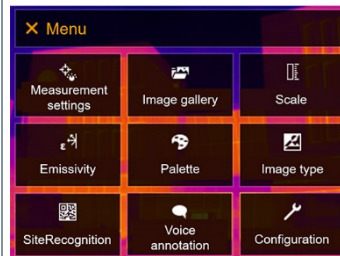 × Menu
Measurement
settings
Image gallery
Scale
ε
Emissivity
Palette
Image type
SiteRecognition
Voice
annotation
Configuration